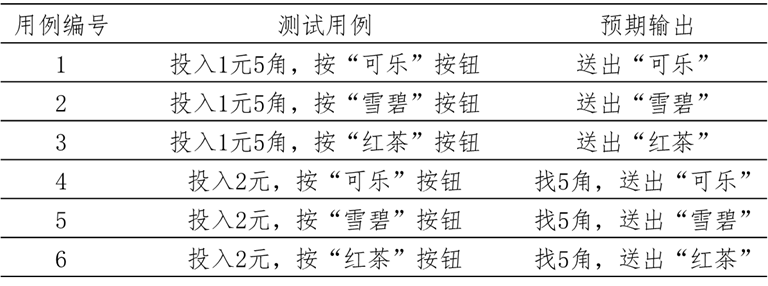 用例编号 测试用例 预期输出
1 投入1元5角，按“可乐”按钮 送出“可乐”
2 投入1元5角，按“雪碧”按钮 送出“雪碧”
3 投入1元5角，按“红茶”按钮 送出“红茶”
4 投入2元，按“可乐”按钮 找5角，送出“可乐”
5 投入2元，按“雪碧”按钮 找5角，送出“雪碧”
6 投入2元，按“红茶”按钮 找5角，送出“红茶”